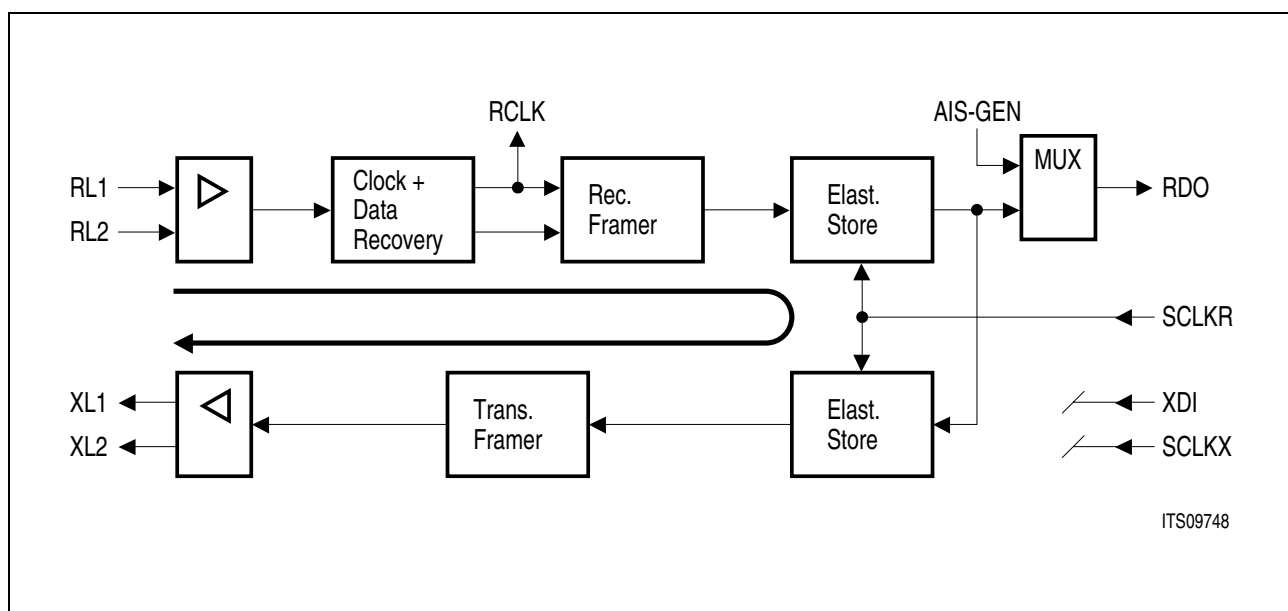 RCLK
AIS-GEN
RL1
RL2
Clock +
Data
Recovery
Rec.
Framer
Elast.
Store
MUX
RDO
SCLKR
XL1
XL2
Trans.
Framer
Elast.
Store
XDI
SCLKX
ITS09748